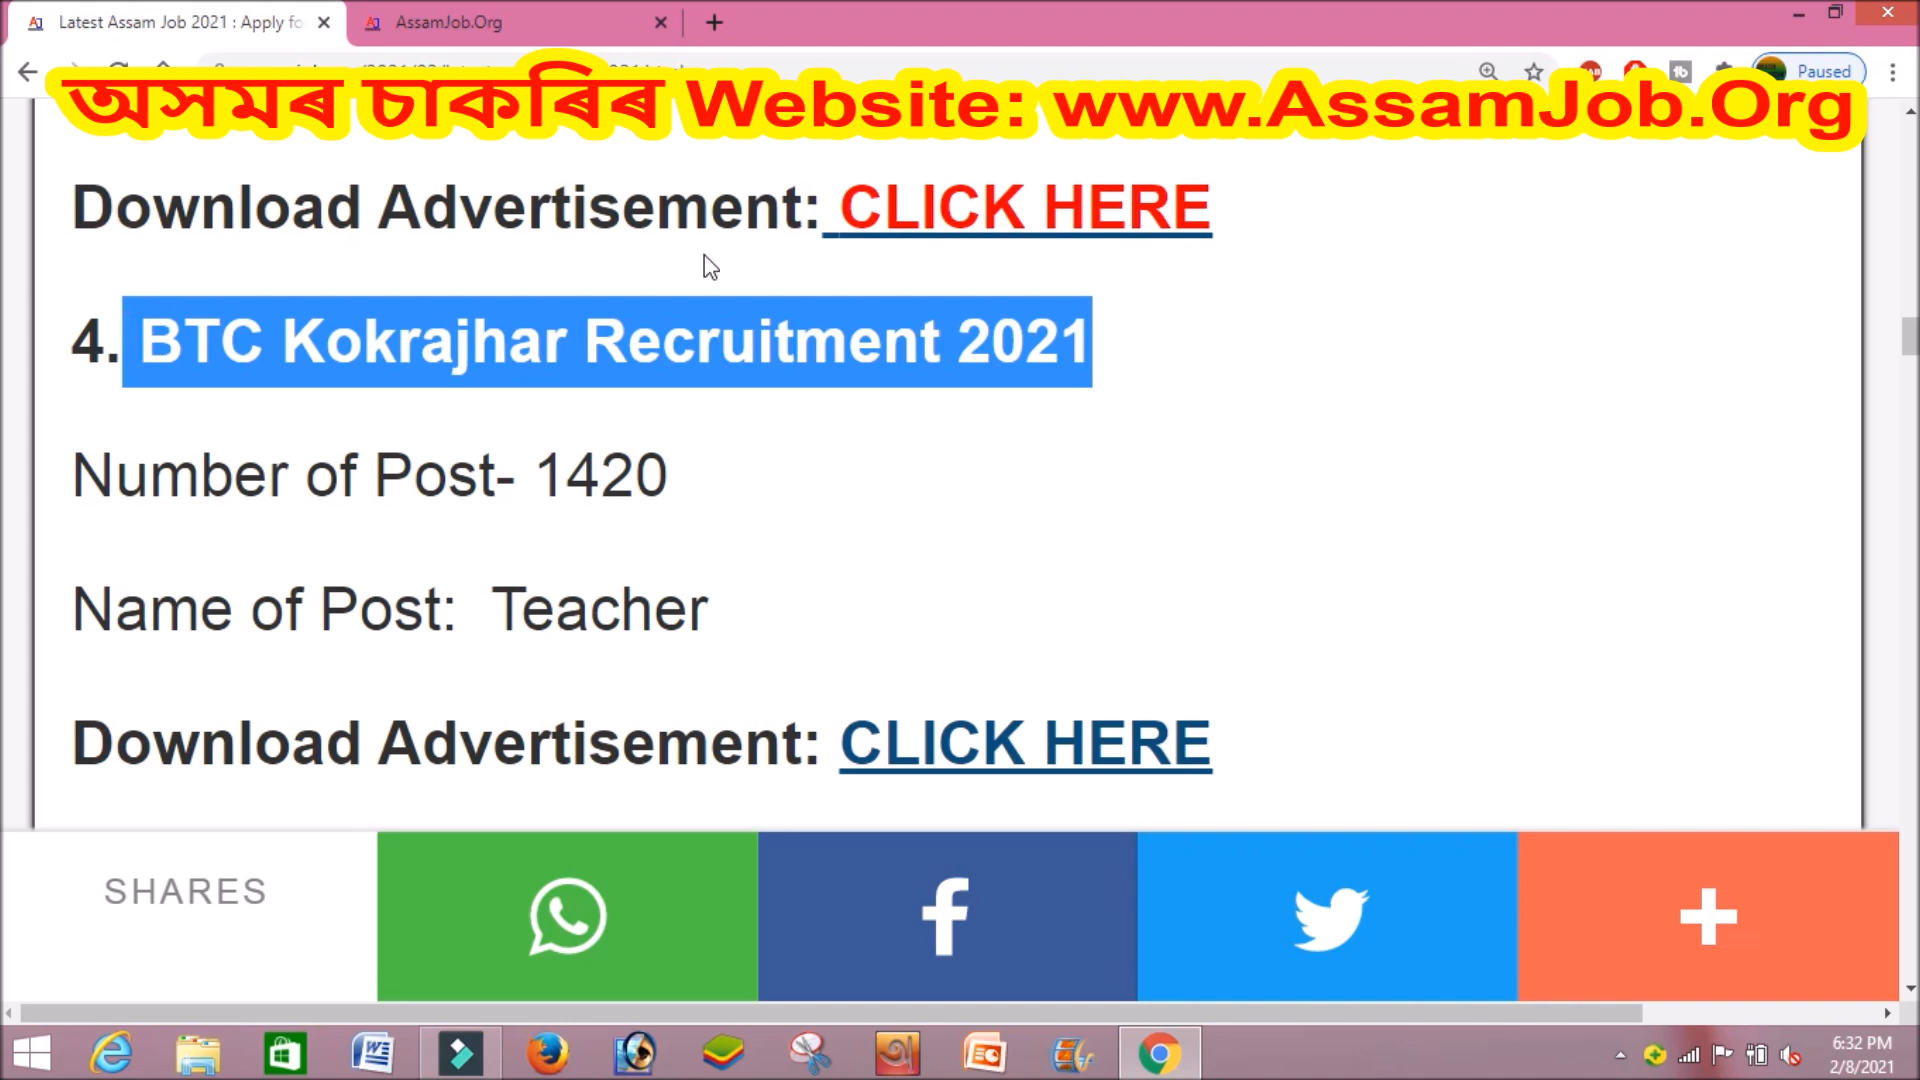 Latest Assam Job 2021 : Apply fo
AssamJob.Org
Paused
অসমৰ চাকৰিৰ Website: www.AssamJob.Org
Download Advertisement: CLICK HERE
4. BTC Kokrajhar Recruitment 2021
Number of Post- 1420
Name of Post: Teacher
Download Advertisement: CLICK HERE
SHARES
6:32 PM
2/8/2021